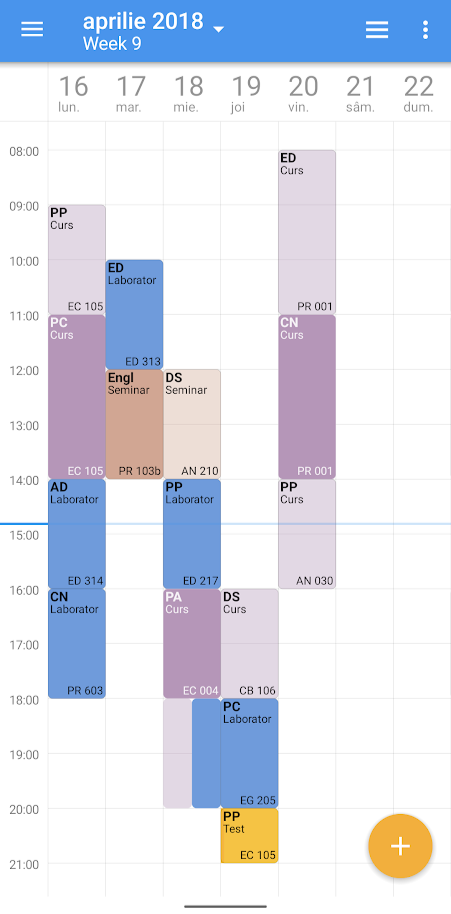 aprilie 2018
Week 9
16 17 18 19 20 21 22
lun. mar. mie. joi vin. sâm. dum.
08:00
09:00
10:00
11:00
12:00
13:00
14:00
15:00
16:00
17:00
18:00
19:00
20:00
21:00
PP
Curs
EC 105
PC
Curs
EC 105
AD
Laborator
ED 314
CN
Laborator
PR 603
ED
Laborator
ED 313
Engl
Seminar
PR 103b
DS
Seminar
AN 210
PP
Laborator
ED 217
PA
Curs
EC 004
DS
Curs
CB 106
PC
Laborator
EG 205
PP
Test
EC 105
ED
Curs
PR 001
CN
Curs
PR 001
PP
Curs
AN 030